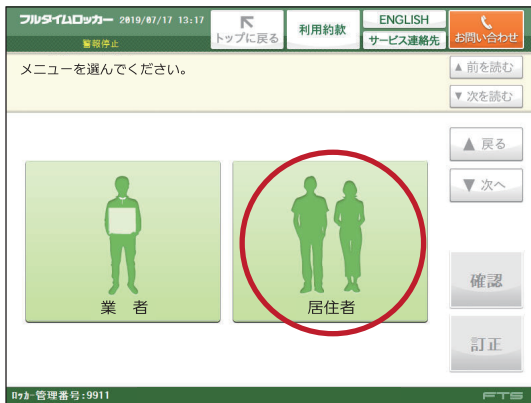 フルタイムロッカー 2019/07/17 13:17
警報停止
トップに戻る
利用約款
ENGLISH
サービス連絡先
お問い合わせ
メニューを選んでください。
▲ 前を読む
▼ 次を読む
▲ 戻る
▼ 次へ
業 者
居住者
確認
訂正
ロッカー管理番号:9911
FTS